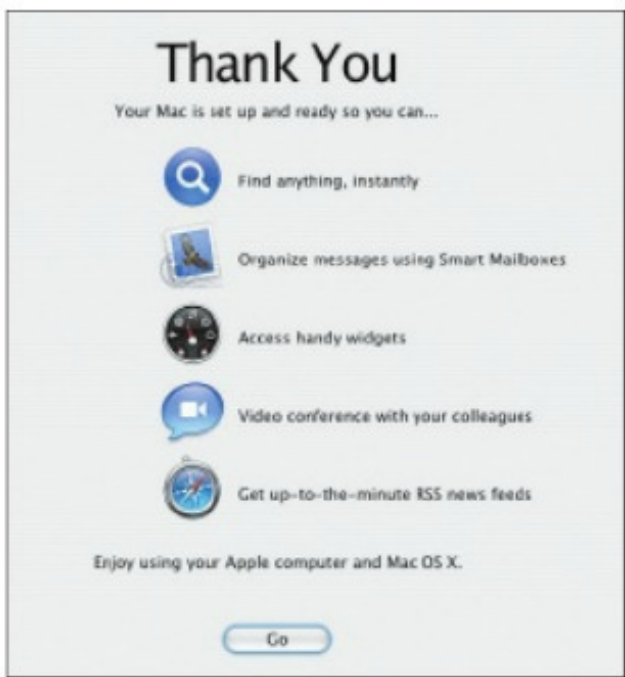 Thank You
Your Mac is set up and ready so you can...
Find anything, instantly
Organize messages using Smart Mailboxes
Access handy widgets
Video conference with your colleagues
Get up-to-the-minute RSS news feeds
Enjoy using your Apple computer and Mac OS X.
Go